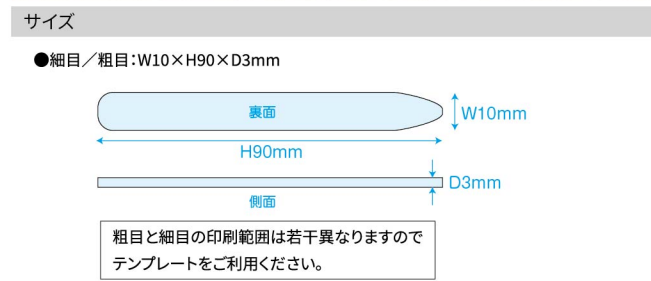 サイズ
●細目／粗目：W10×H90×D3mm
裏面
W10mm
H90mm
D3mm
側面
粗目と細目の印刷範囲は若干異なりますので
テンプレートをご利用ください。